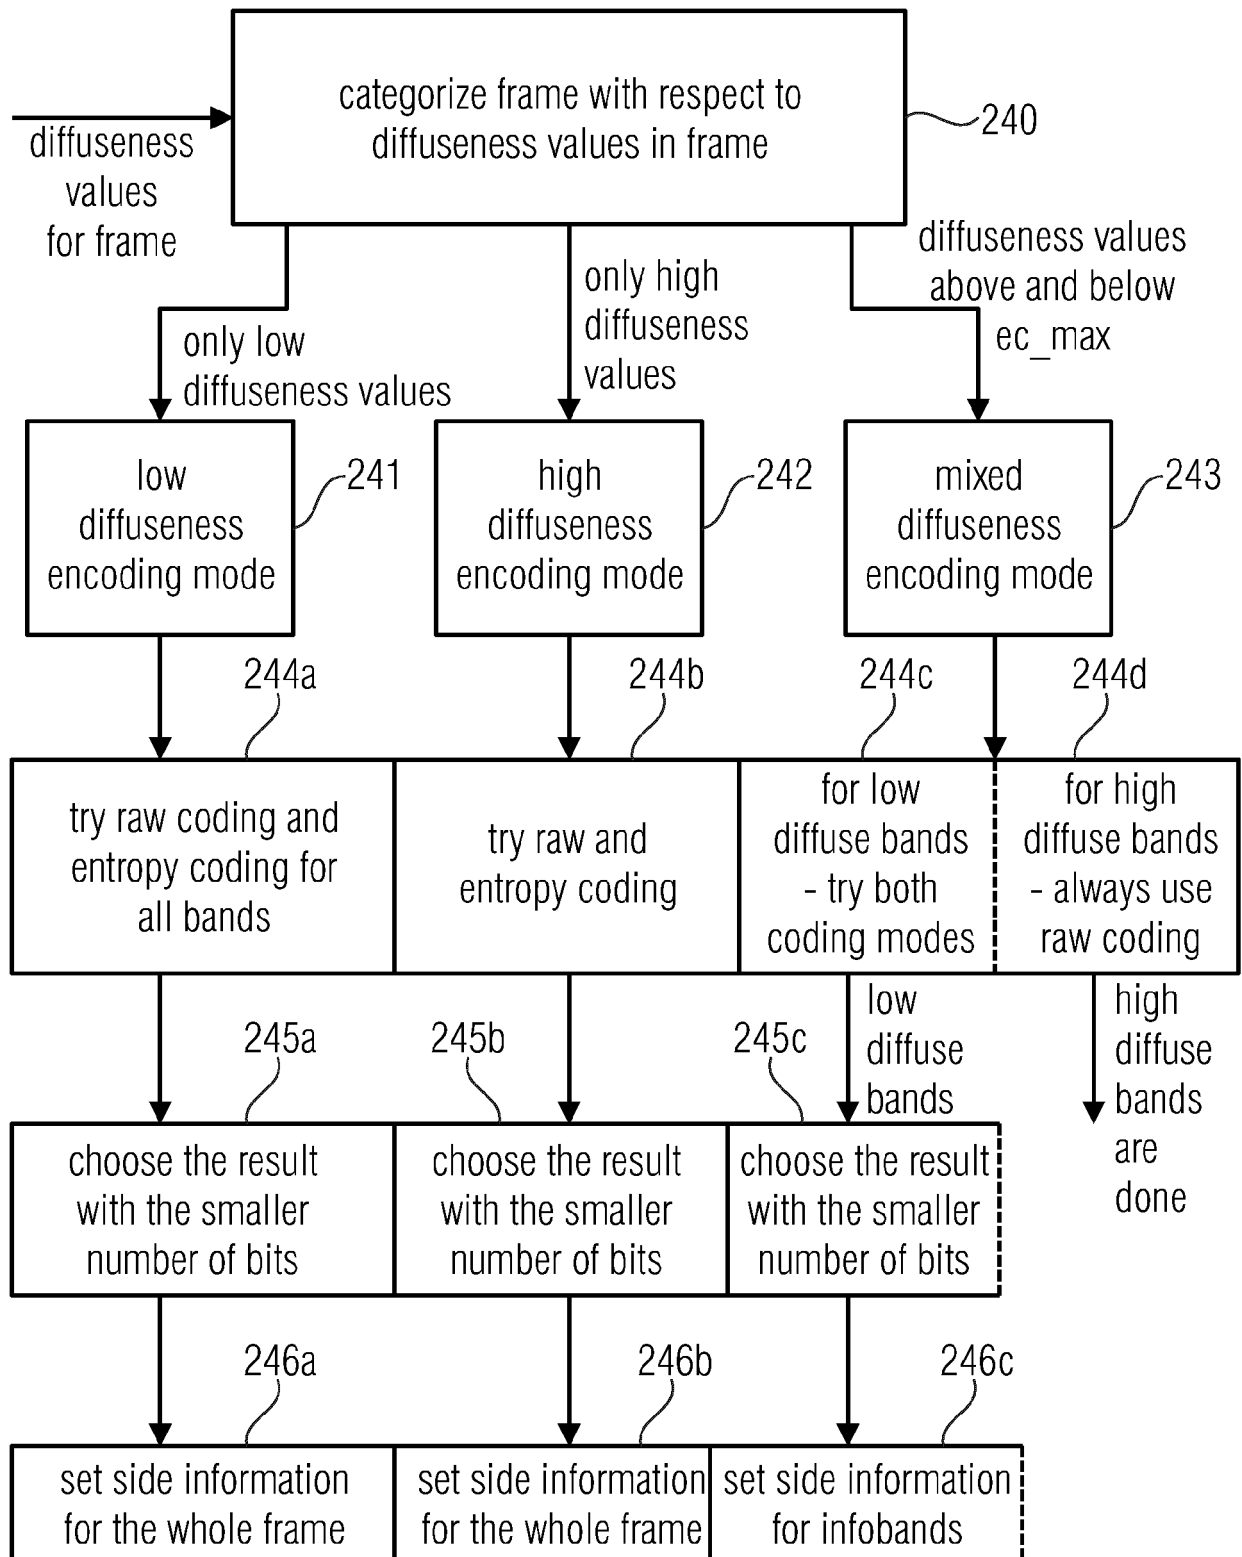 categorize frame with respect to
diffuseness values in frame
240
diffuseness
values
for frame
only low
diffuseness values
only high
diffuseness
values
diffuseness values
above and below
ec_max
low
diffuseness
encoding mode
241
high
diffuseness
encoding mode
242
mixed
diffuseness
encoding mode
243
244a
244b
244c
244d
try raw coding and
entropy coding for
all bands
try raw and
entropy coding
for low
diffuse bands
- try both
coding modes
for high
diffuse bands
- always use
raw coding
245a
245b
245c
low
diffuse
bands
high
diffuse
bands
are
done
choose the result
with the smaller
number of bits
choose the result
with the smaller
number of bits
choose the result
with the smaller
number of bits
246a
246b
246c
set side information
for the whole frame
set side information
for the whole frame
set side information
for infobands